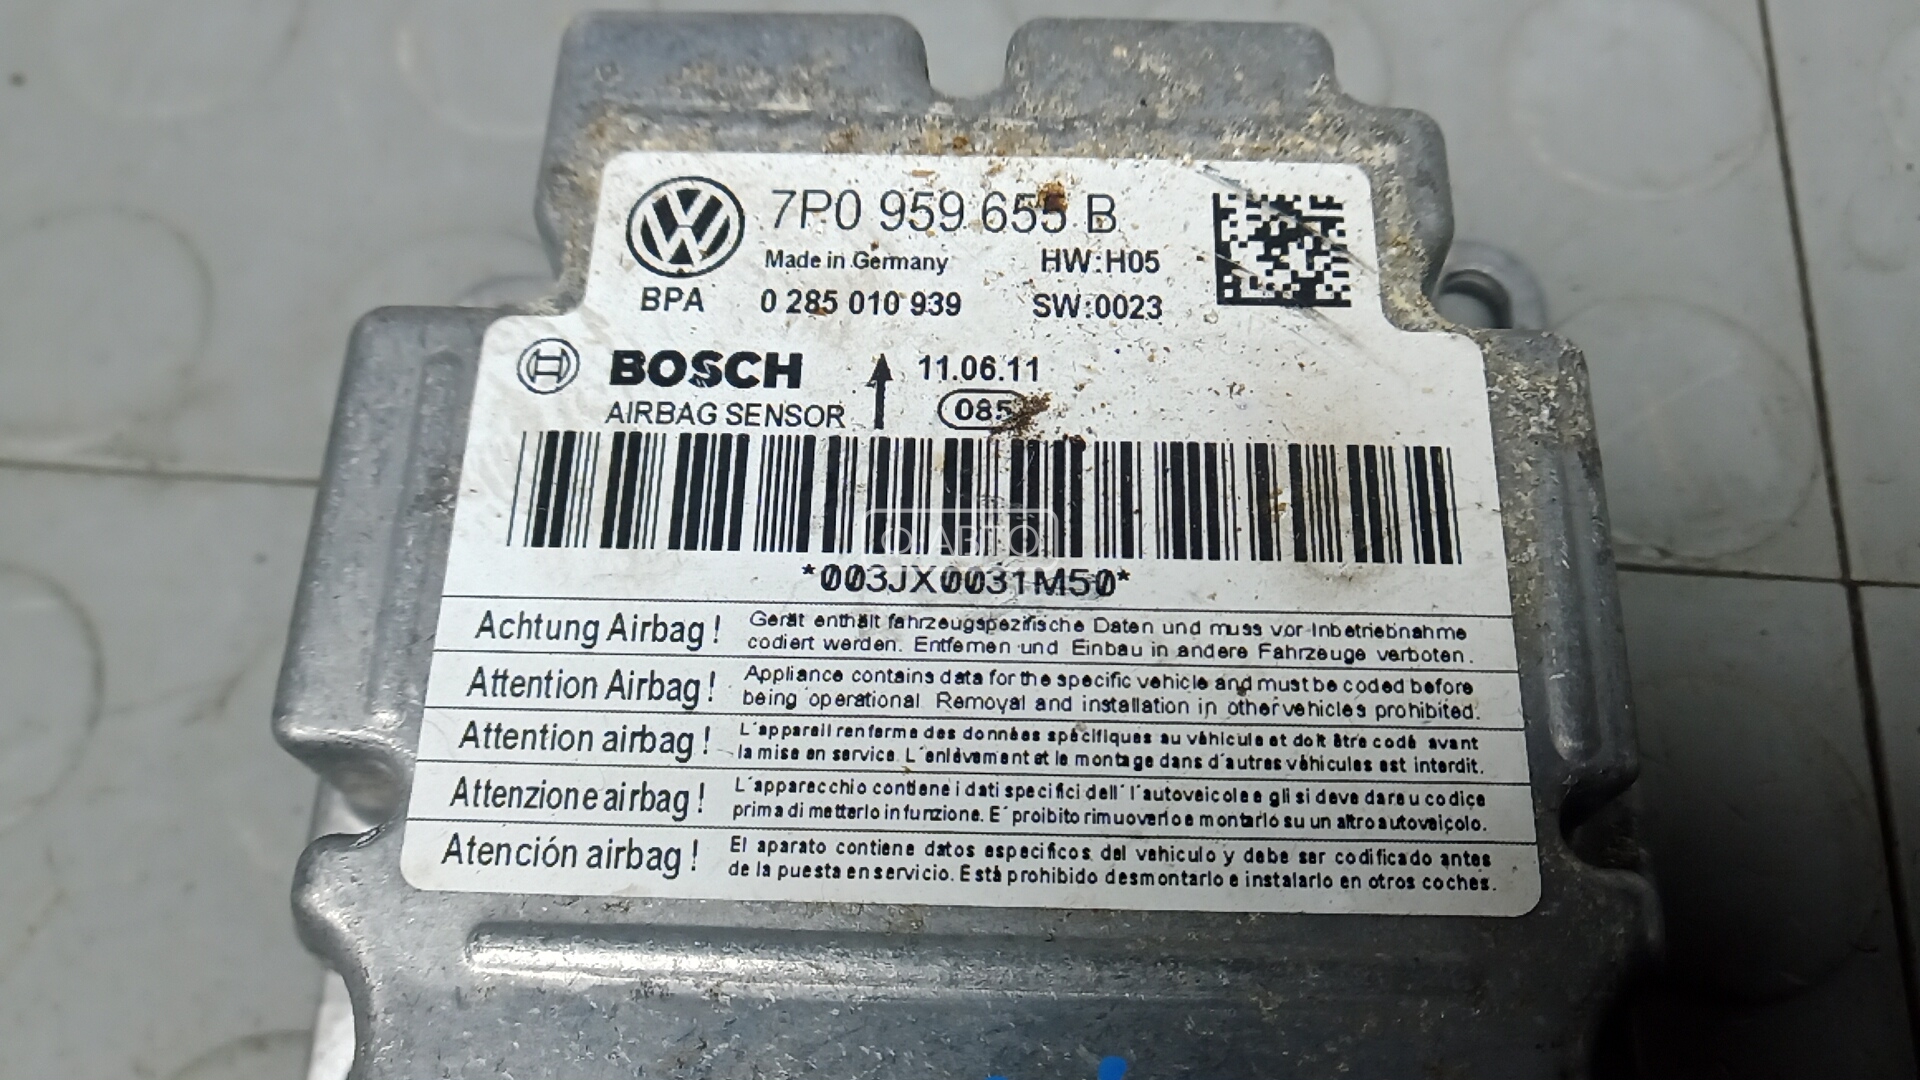 7P0 959 655 B
Made in Germany HW:H05
BPA 0 285 010 939 SW:0023
BOSCH 11.06.11
AIRBAG SENSOR 085
*003JX0031M50*
Achtung Airbag! Gerät enthält fahrzeugspezifische Daten und muss vor Inbetriebnahme
codiert werden. Entfernen und Einbau in andere Fahrzeuge verboten.
Attention Airbag! Appliance contains data for the specific vehicle and must be coded before
being operational. Removal and installation in other vehicles prohibited.
Attention airbag! L'appareil renferme des données spécifiques au véhicule et doit être codé avant
la mise en service. L'enlèvement et le montage dans d'autres véhicules est interdit.
Attenzione airbag! L'apparecchio contiene i dati specifici dell' l'autoveicolo e gli si deve dare u codice
prima di metterlo in funzione. E' proibito rimuoverlo e montarlo su un altro autoveicolo.
Atención airbag! El aparato contiene datos especificos del vehiculo y debe ser codificado antes
de la puesta en servicio. Está prohibido desmontarlo e instalarlo en otros coches.
АВТО